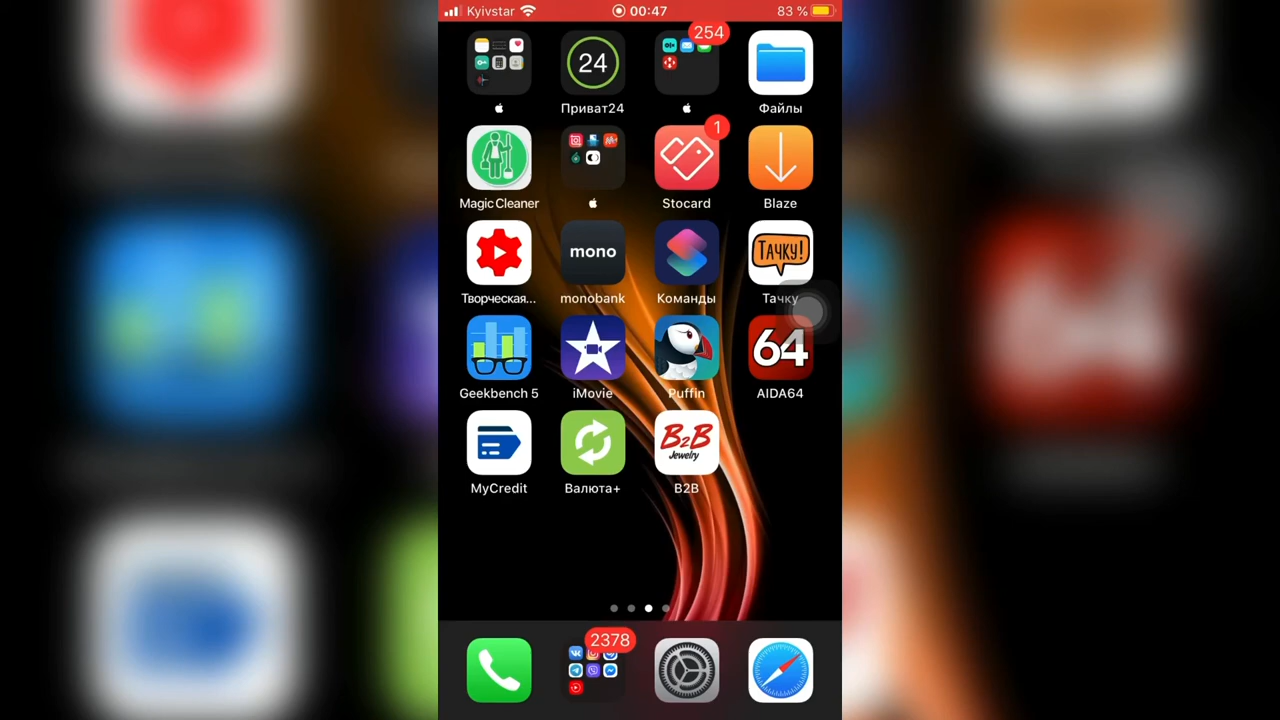 Kyivstar 00:47 83 %
254
24
Приват24 Файлы
1
Magic Cleaner Stocard Blaze
mono ТАЧКУ!
Творческая... monobank Команды Тачку
64
Geekbench 5 iMovie Puffin AIDA64
B2B Jewelry
MyCredit Валюта+ B2B
2378